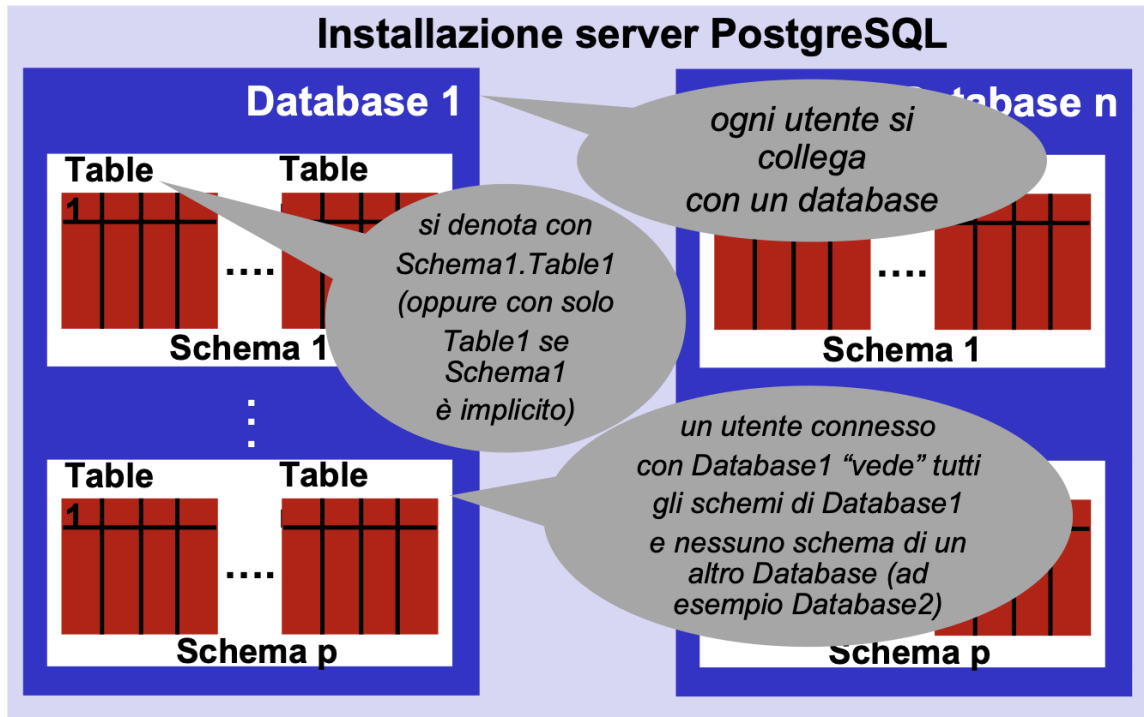 Installazione server PostgreSQL
Database 1
Table
Table
1
....
Schema 1
si denota con
Schema1.Table1
(oppure con solo
Table1 se
Schema1
è implicito)
ogni utente si
collega
con un database
n
....
Schema 1
Table
Table
1
....
Schema p
un utente connesso
con Database1 “vede” tutti
gli schemi di Database1
e nessuno schema di un
altro Database (ad
esempio Database2)
Schema p